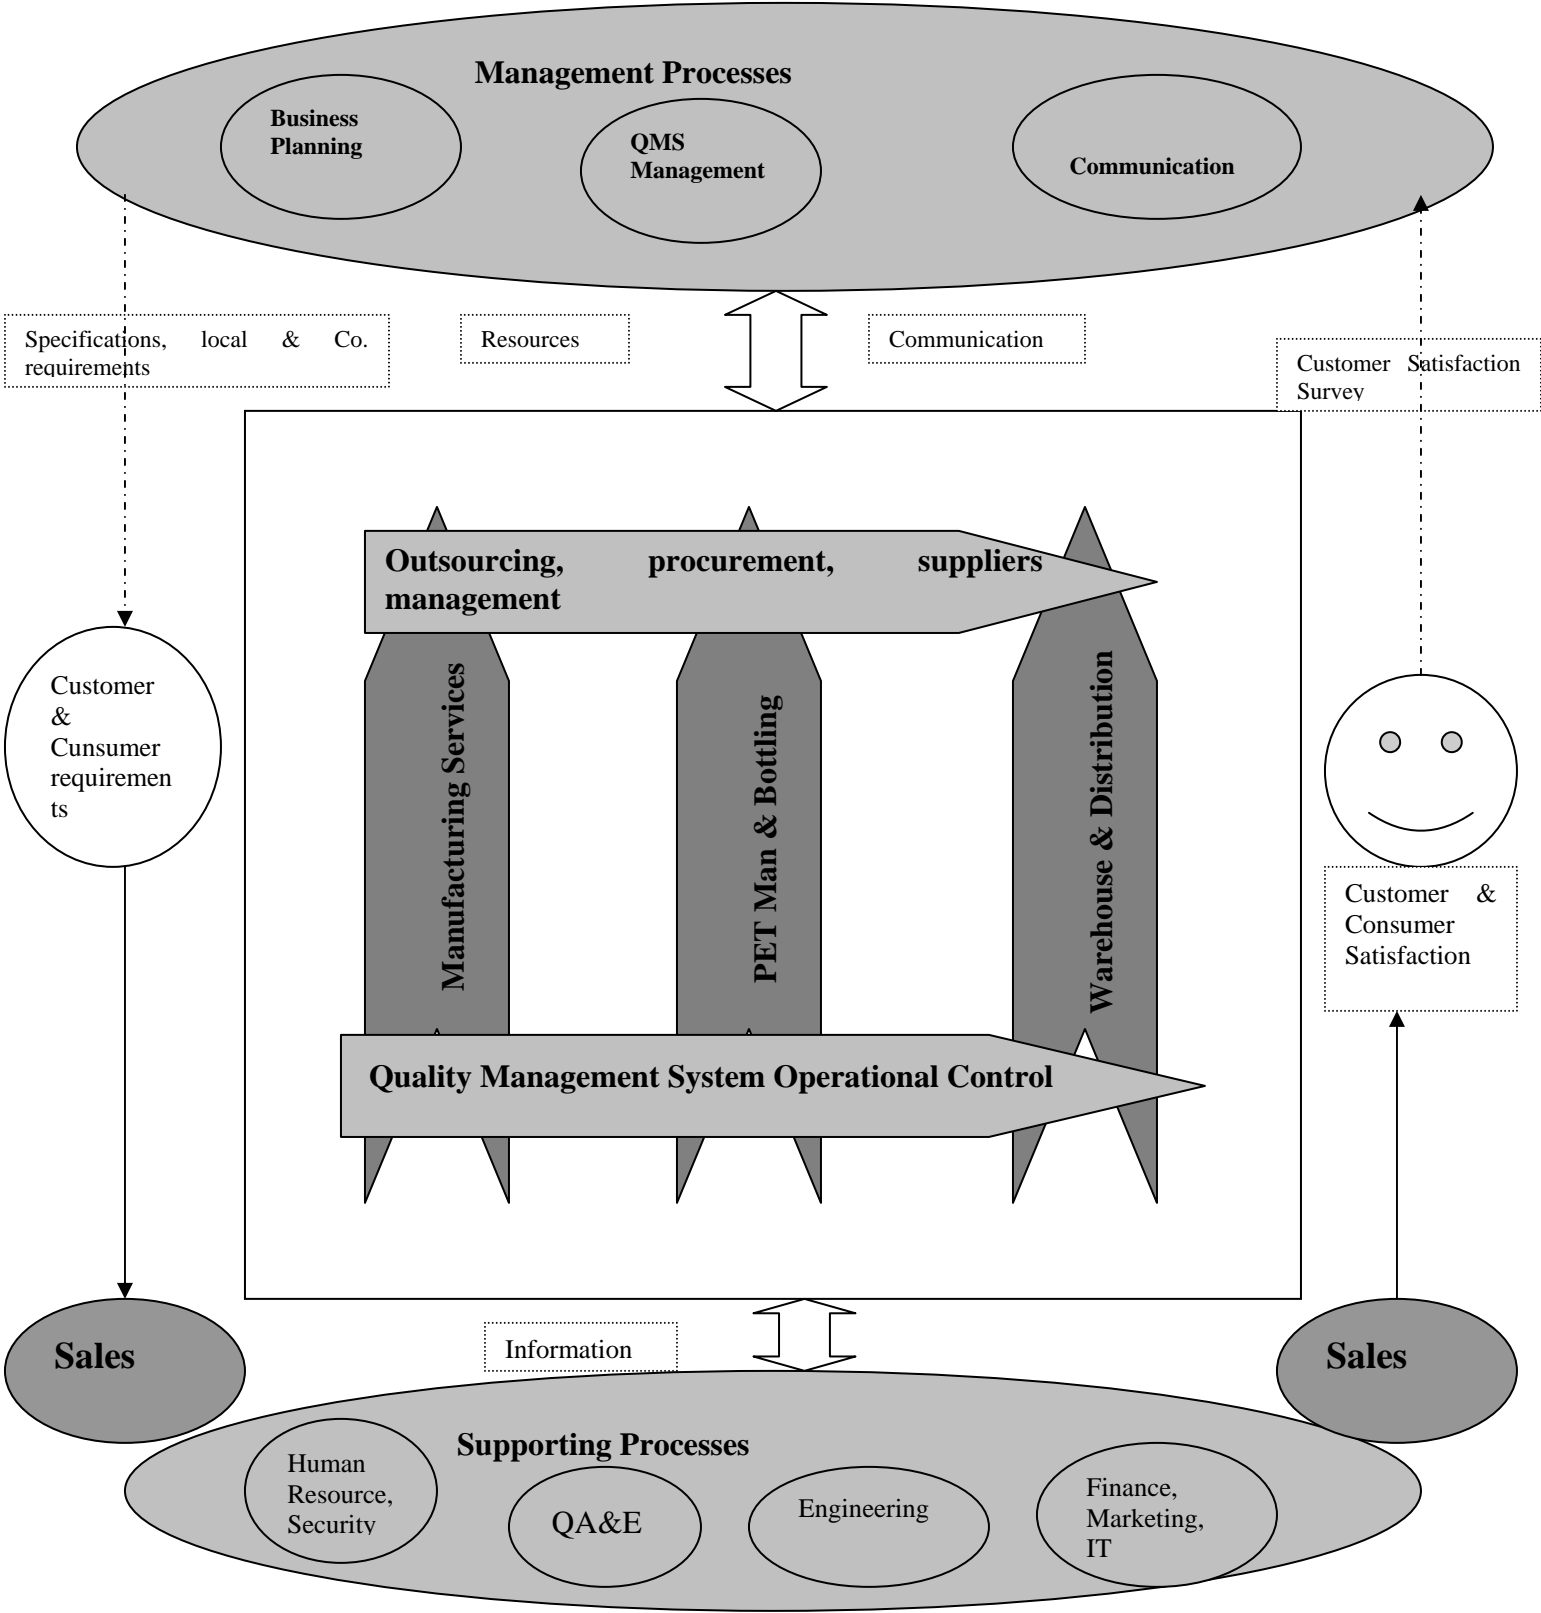 Management Processes
Business
Planning
QMS
Management
Communication
Specifications, local & Co.
requirements
Resources
Communication
Customer Satisfaction
Survey
Outsourcing, procurement, suppliers
management
Customer
&
Cunsumer
requiremen
ts
Manufacturing Services
PET Man & Bottling
Warehouse & Distribution
Customer &
Consumer
Satisfaction
Quality Management System Operational Control
Sales
Information
Sales
Supporting Processes
Human
Resource,
Security
QA&E
Engineering
Finance,
Marketing,
IT